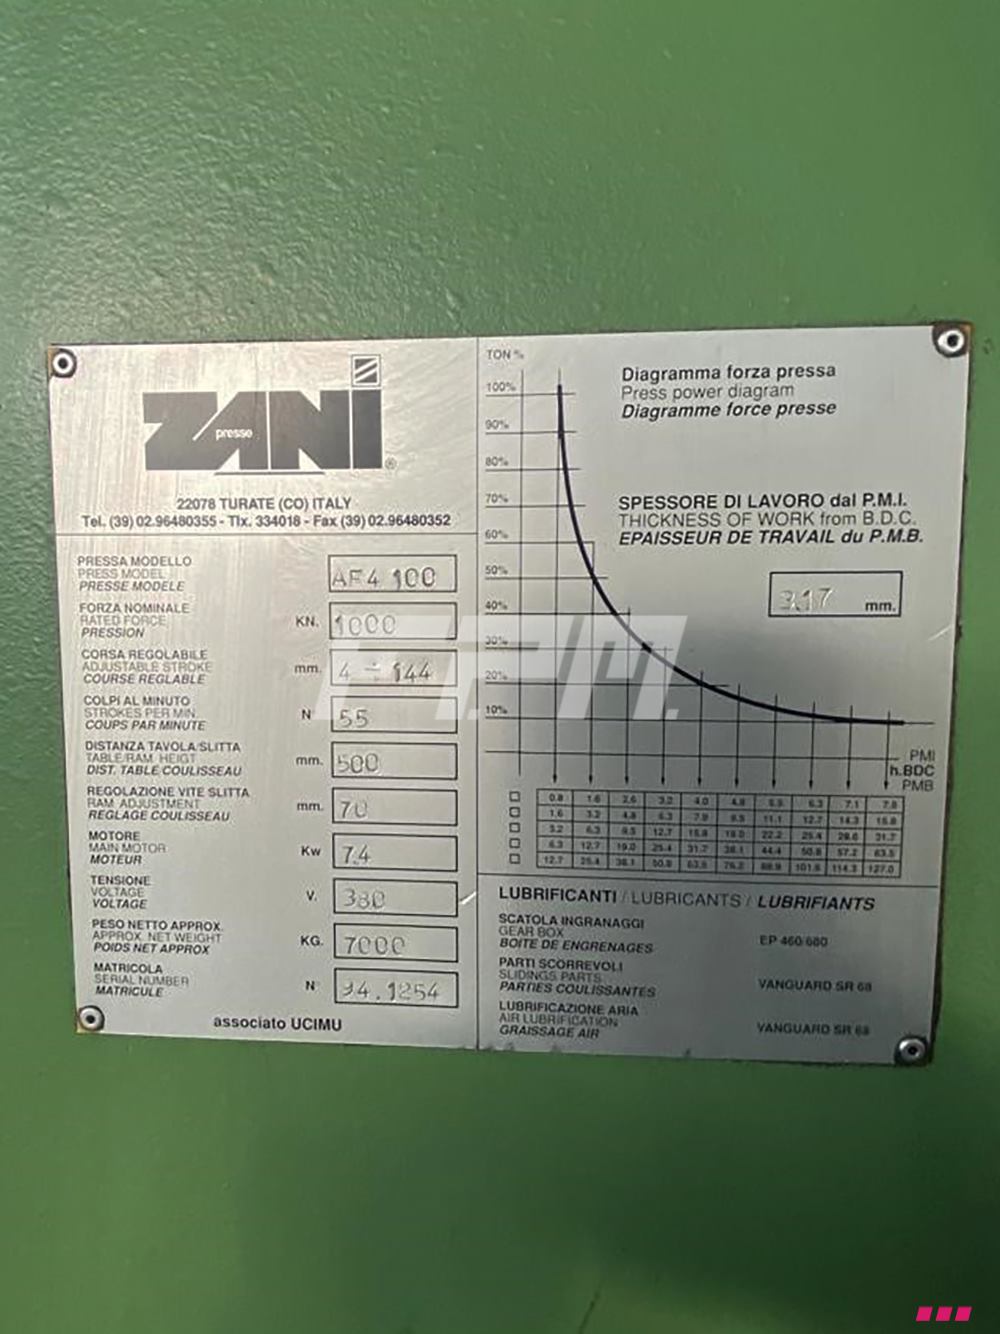 ZANI
presse
®
22078 TURATE (CO) ITALY
Tel. (39) 02.96480355 - Tlx. 334018 - Fax (39) 02.96480352
PRESSA MODELLO
PRESS MODEL
PRESSE MODELE
AF4 100
FORZA NOMINALE
RATED FORCE
PRESSION
KN.
1000
CORSA REGOLABILE
ADJUSTABLE STROKE
COURSE REGLABLE
mm.
4 ÷ 144
COLPI AL MINUTO
STROKES PER MIN.
COUPS PAR MINUTE
N°
55
DISTANZA TAVOLA/SLITTA
TABLE/RAM HEIGT
DIST. TABLE COULISSEAU
mm.
500
REGOLAZIONE VITE SLITTA
RAM ADJUSTMENT
REGLAGE COULISSEAU
mm.
70
MOTORE
MAIN MOTOR
MOTEUR
Kw
7.4
TENSIONE
VOLTAGE
VOLTAGE
V.
380
PESO NETTO APPROX.
APPROX. NET WEIGHT
POIDS NET APPROX
KG.
7000
MATRICOLA
SERIAL NUMBER
MATRICULE
N°
94.1254
associato UCIMU
TON %
100%
90%
80%
70%
60%
50%
40%
30%
20%
10%
Diagramma forza pressa
Press power diagram
Diagramme force presse
SPESSORE DI LAVORO dal P.M.I.
THICKNESS OF WORK from B.D.C.
EPAISSEUR DE TRAVAIL du P.M.B.
3.17 mm.
C.P.M.
PMI
h.BDC
PMB
0.8 1.6 2.6 3.2 4.0 4.8 5.5 6.3 7.1 7.8
1.6 3.2 4.8 6.3 7.9 9.5 11.1 12.7 14.3 15.8
3.2 6.3 9.5 12.7 15.8 19.0 22.2 25.4 28.6 31.7
6.3 12.7 19.0 25.4 31.7 38.1 44.4 50.8 57.2 63.5
12.7 25.4 38.1 50.8 63.5 76.2 88.9 101.6 114.3 127.0
LUBRIFICANTI / LUBRICANTS / LUBRIFIANTS
SCATOLA INGRANAGGI
GEAR BOX
BOITE DE ENGRENAGES
EP 460/680
PARTI SCORREVOLI
SLIDINGS PARTS
PARTIES COULISSANTES
VANGUARD SR 68
LUBRIFICAZIONE ARIA
AIR LUBRIFICATION
GRAISSAGE AIR
VANGUARD SR 68